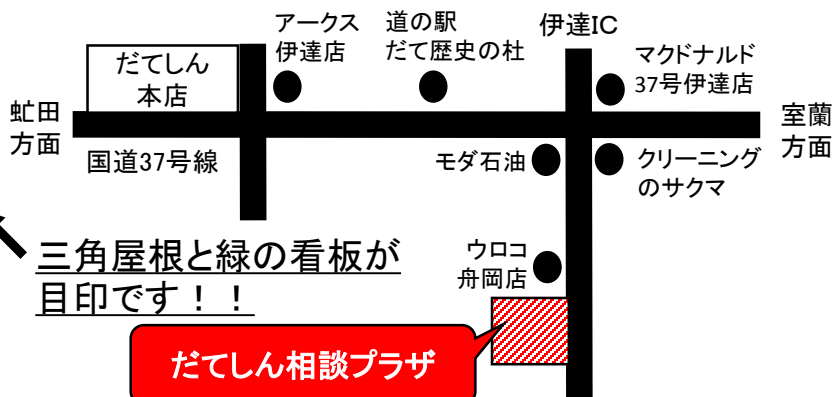 アークス
伊達店
道の駅
だて歴史の杜
伊達IC
マクドナルド
37号伊達店
だてしん
本店
虻田
方面
室蘭
方面
国道37号線
モダ石油
クリーニング
のサクマ
三角屋根と緑の看板が
目印です！！
ウロコ
舟岡店
だてしん相談プラザ